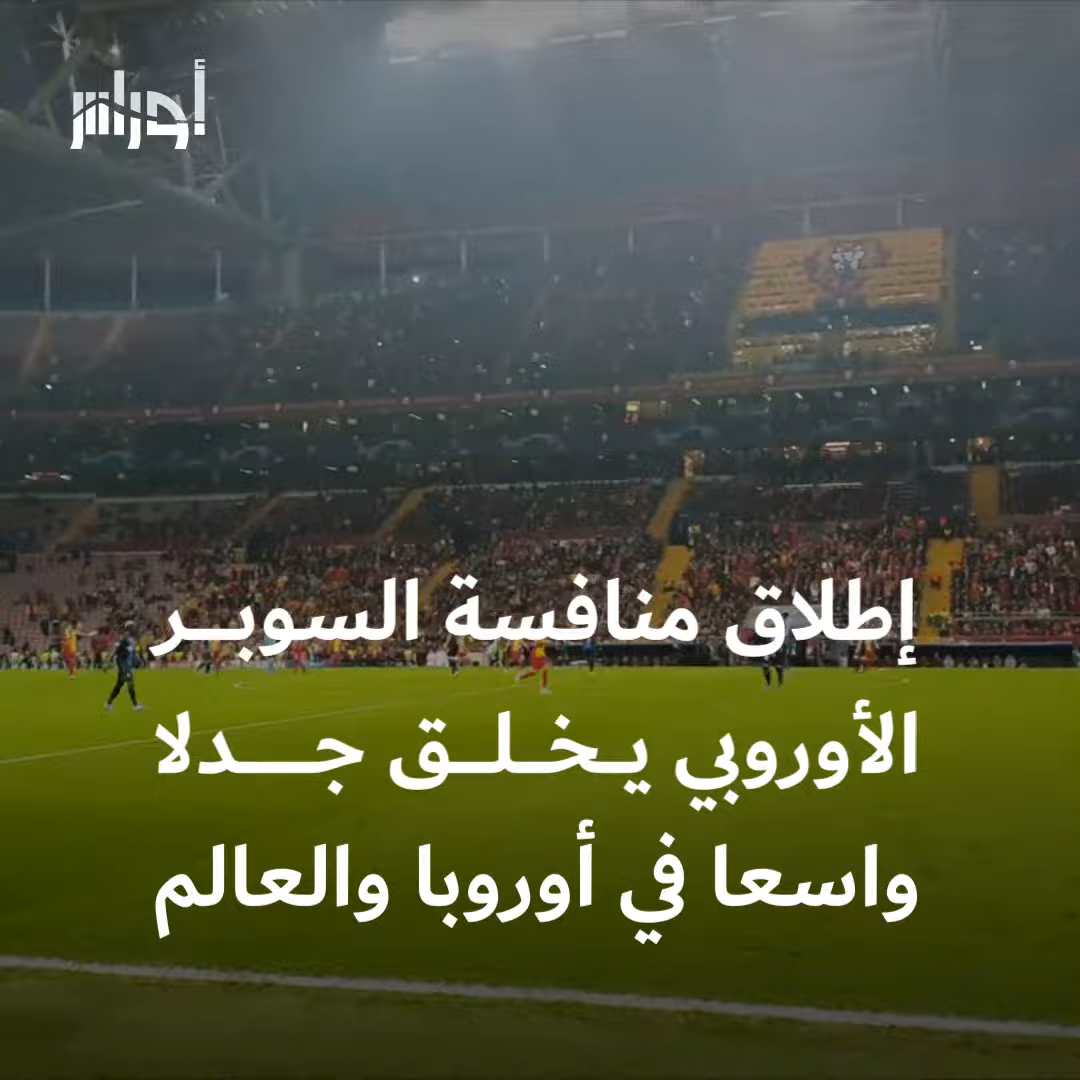 أوراس
إطلاق منافسة السوبر
الأوروبي يخلق جدلا
واسعا في أوروبا والعالم